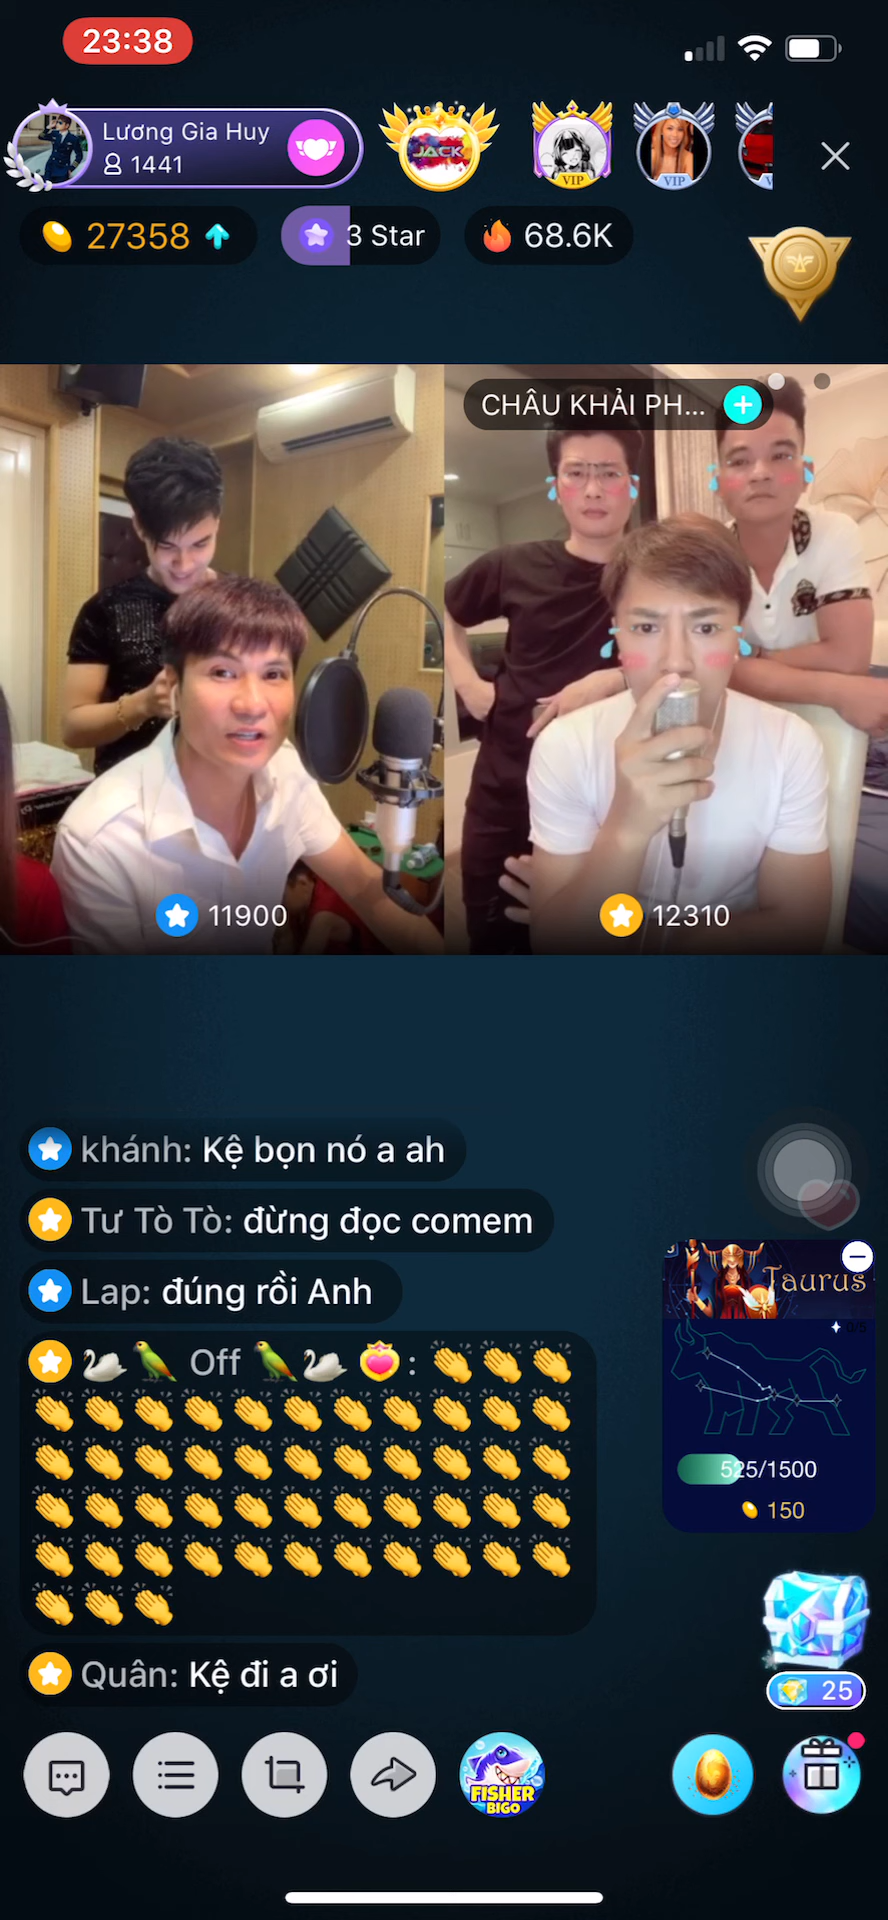 23:38
Lương Gia Huy
1441
JACK
VIP
VIP
27358
3 Star
68.6K
CHÂU KHẢI PH...
11900
12310
khánh: Kệ bọn nó a ah
Tư Tò Tò: đừng đọc comem
Lap: đúng rồi Anh
Off :
Quân: Kệ đi a ơi
Taurus
0/5
525/1500
150
25
FISHER
BIGO